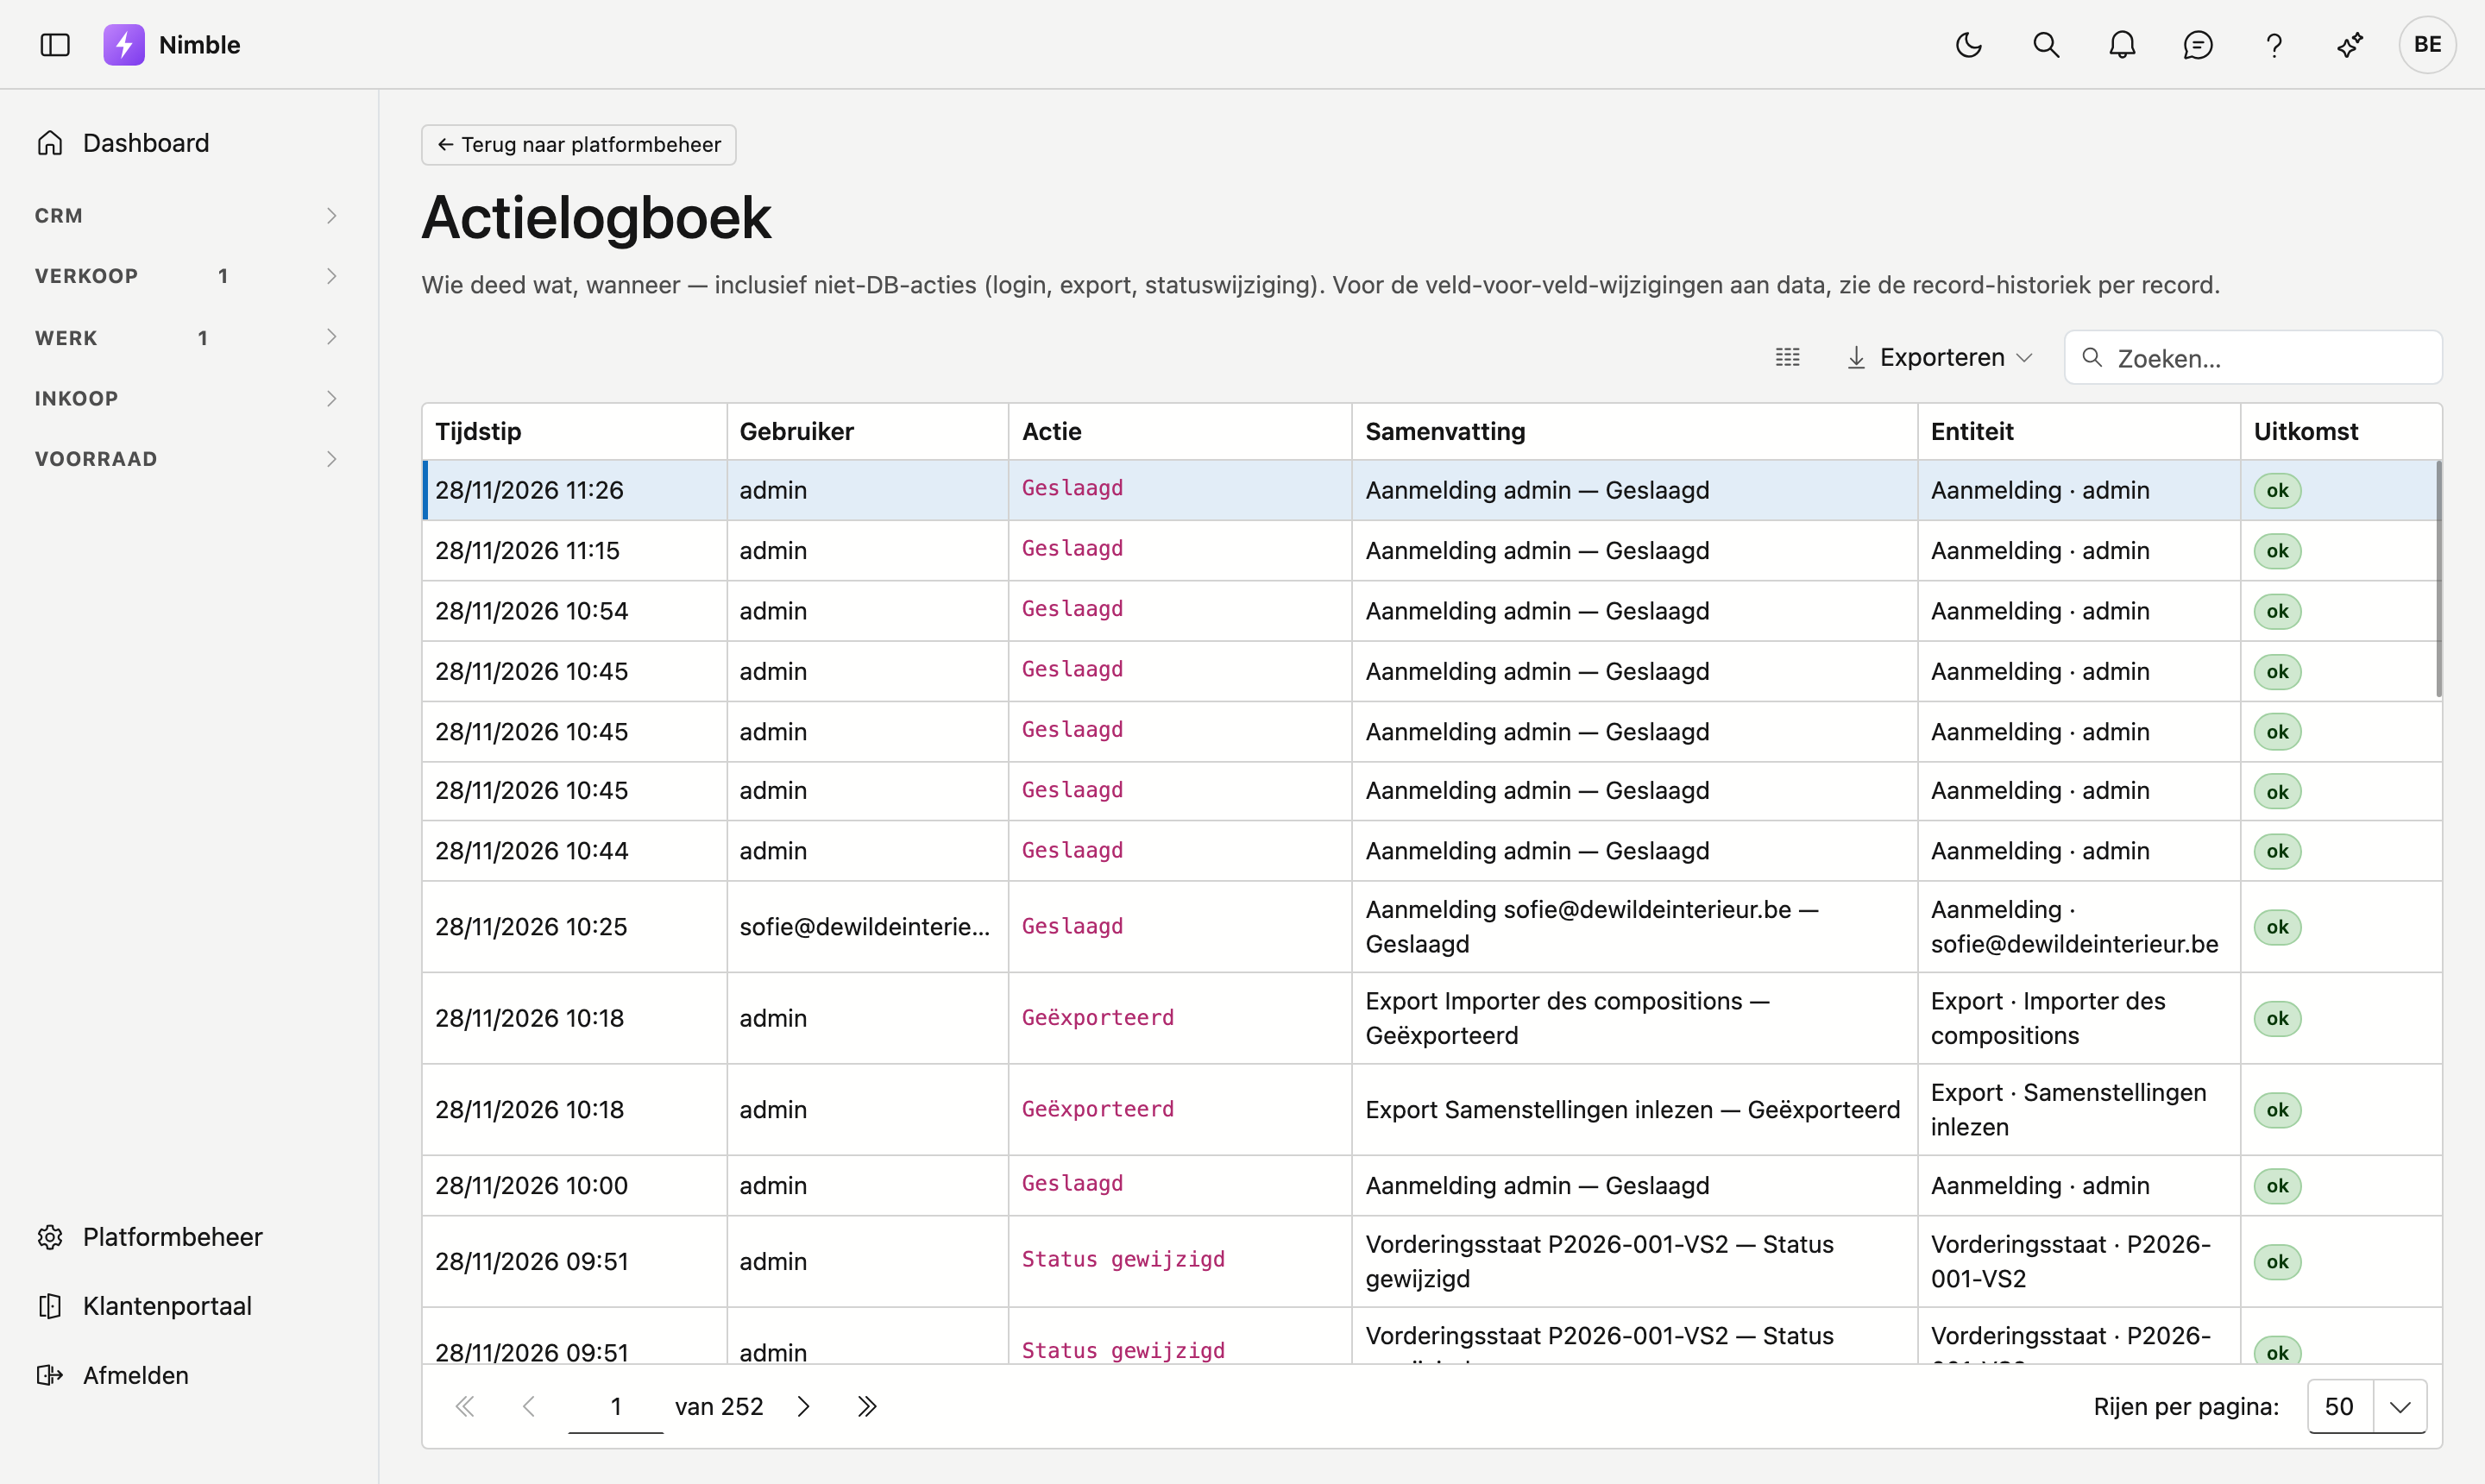 Nimble
BE
Dashboard
CRM
VERKOOP 1
WERK 1
INKOOP
VOORRAAD
Platformbeheer
Klantenportaal
Afmelden
← Terug naar platformbeheer
Actielogboek
Wie deed wat, wanneer — inclusief niet-DB-acties (login, export, statuswijziging). Voor de veld-voor-veld-wijzigingen aan data, zie de record-historiek per record.
Exporteren
Zoeken...
Tijdstip Gebruiker Actie Samenvatting Entiteit Uitkomst
28/11/2026 11:26 admin Geslaagd Aanmelding admin — Geslaagd Aanmelding · admin ok
28/11/2026 11:15 admin Geslaagd Aanmelding admin — Geslaagd Aanmelding · admin ok
28/11/2026 10:54 admin Geslaagd Aanmelding admin — Geslaagd Aanmelding · admin ok
28/11/2026 10:45 admin Geslaagd Aanmelding admin — Geslaagd Aanmelding · admin ok
28/11/2026 10:45 admin Geslaagd Aanmelding admin — Geslaagd Aanmelding · admin ok
28/11/2026 10:45 admin Geslaagd Aanmelding admin — Geslaagd Aanmelding · admin ok
28/11/2026 10:44 admin Geslaagd Aanmelding admin — Geslaagd Aanmelding · admin ok
28/11/2026 10:25 sofie@dewildeinterie... Geslaagd Aanmelding sofie@dewildeinterieur.be — Aanmelding · ok
Geslaagd sofie@dewildeinterieur.be
28/11/2026 10:18 admin Geëxporteerd Export Importer des compositions — Export · Importer des ok
Geëxporteerd compositions
28/11/2026 10:18 admin Geëxporteerd Export Samenstellingen inlezen — Geëxporteerd Export · Samenstellingen ok
inlezen
28/11/2026 10:00 admin Geslaagd Aanmelding admin — Geslaagd Aanmelding · admin ok
28/11/2026 09:51 admin Status gewijzigd Vorderingsstaat P2026-001-VS2 — Status Vorderingsstaat · P2026- ok
gewijzigd 001-VS2
28/11/2026 09:51 admin Status gewijzigd Vorderingsstaat P2026-001-VS2 — Status Vorderingsstaat · P2026- ok
1 van 252
Rijen per pagina: 50